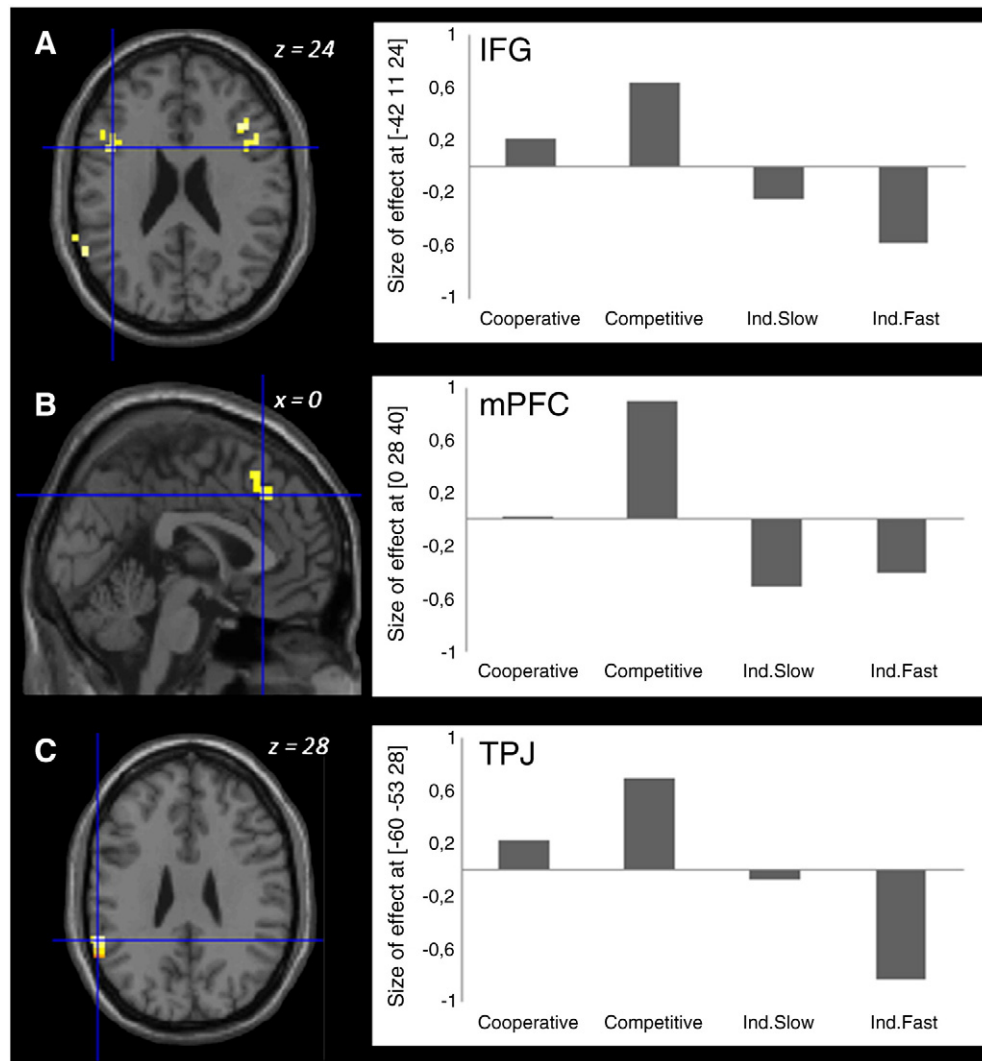 A
z = 24
IFG
Size of effect at [-42 11 24]
1
0,6
0,2
-0,2
-0,6
-1
Cooperative
Competitive
Ind.Slow
Ind.Fast
B
x = 0
mPFC
Size of effect at [0 28 40]
1
0,6
0,2
-0,2
-0,6
-1
Cooperative
Competitive
Ind.Slow
Ind.Fast
C
z = 28
TPJ
Size of effect at [-60 -53 28]
1
0,6
0,2
-0,2
-0,6
-1
Cooperative
Competitive
Ind.Slow
Ind.Fast